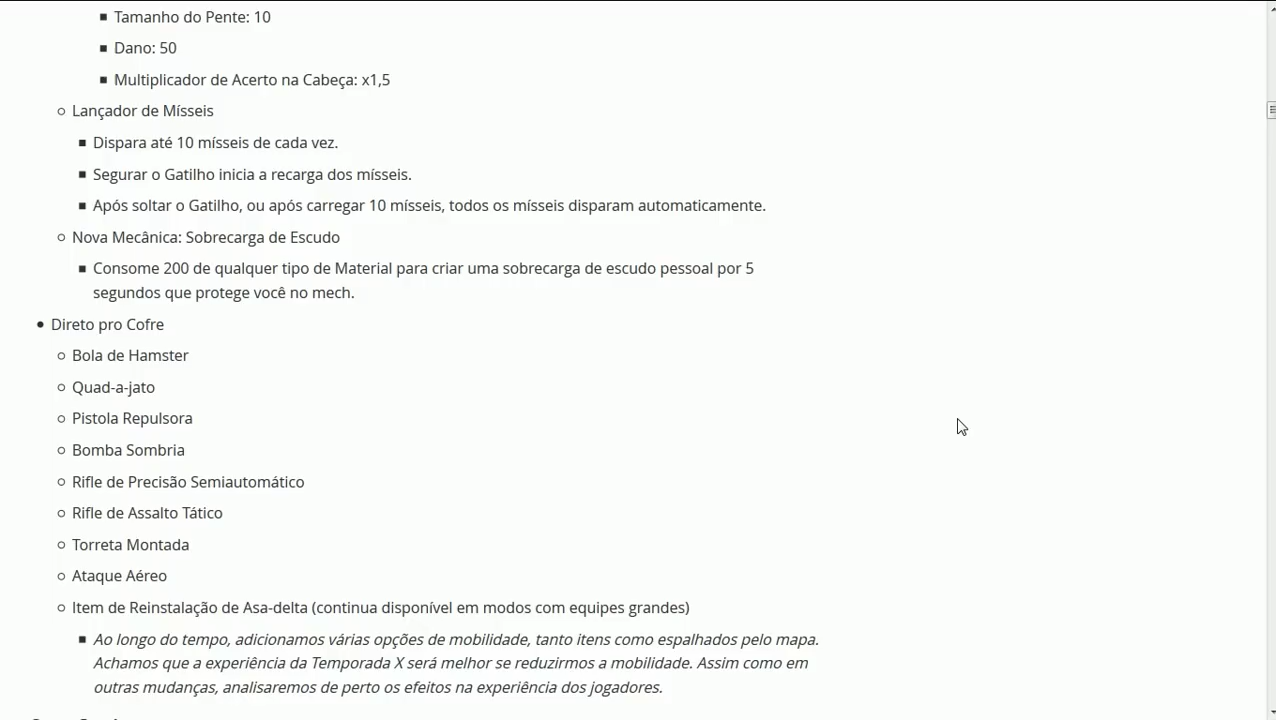 Tamanho do Pente: 10
Dano: 50
Multiplicador de Acerto na Cabeça: x1,5
Lançador de Mísseis
Dispara até 10 mísseis de cada vez.
Segurar o Gatilho inicia a recarga dos mísseis.
Após soltar o Gatilho, ou após carregar 10 mísseis, todos os mísseis disparam automaticamente.
Nova Mecânica: Sobrecarga de Escudo
Consome 200 de qualquer tipo de Material para criar uma sobrecarga de escudo pessoal por 5
segundos que protege você no mech.
Direto pro Cofre
Bola de Hamster
Quad-a-jato
Pistola Repulsora
Bomba Sombria
Rifle de Precisão Semiautomático
Rifle de Assalto Tático
Torreta Montada
Ataque Aéreo
Item de Reinstalação de Asa-delta (continua disponível em modos com equipes grandes)
Ao longo do tempo, adicionamos várias opções de mobilidade, tanto itens como espalhados pelo mapa.
Achamos que a experiência da Temporada X será melhor se reduzirmos a mobilidade. Assim como em
outras mudanças, analisaremos de perto os efeitos na experiência dos jogadores.